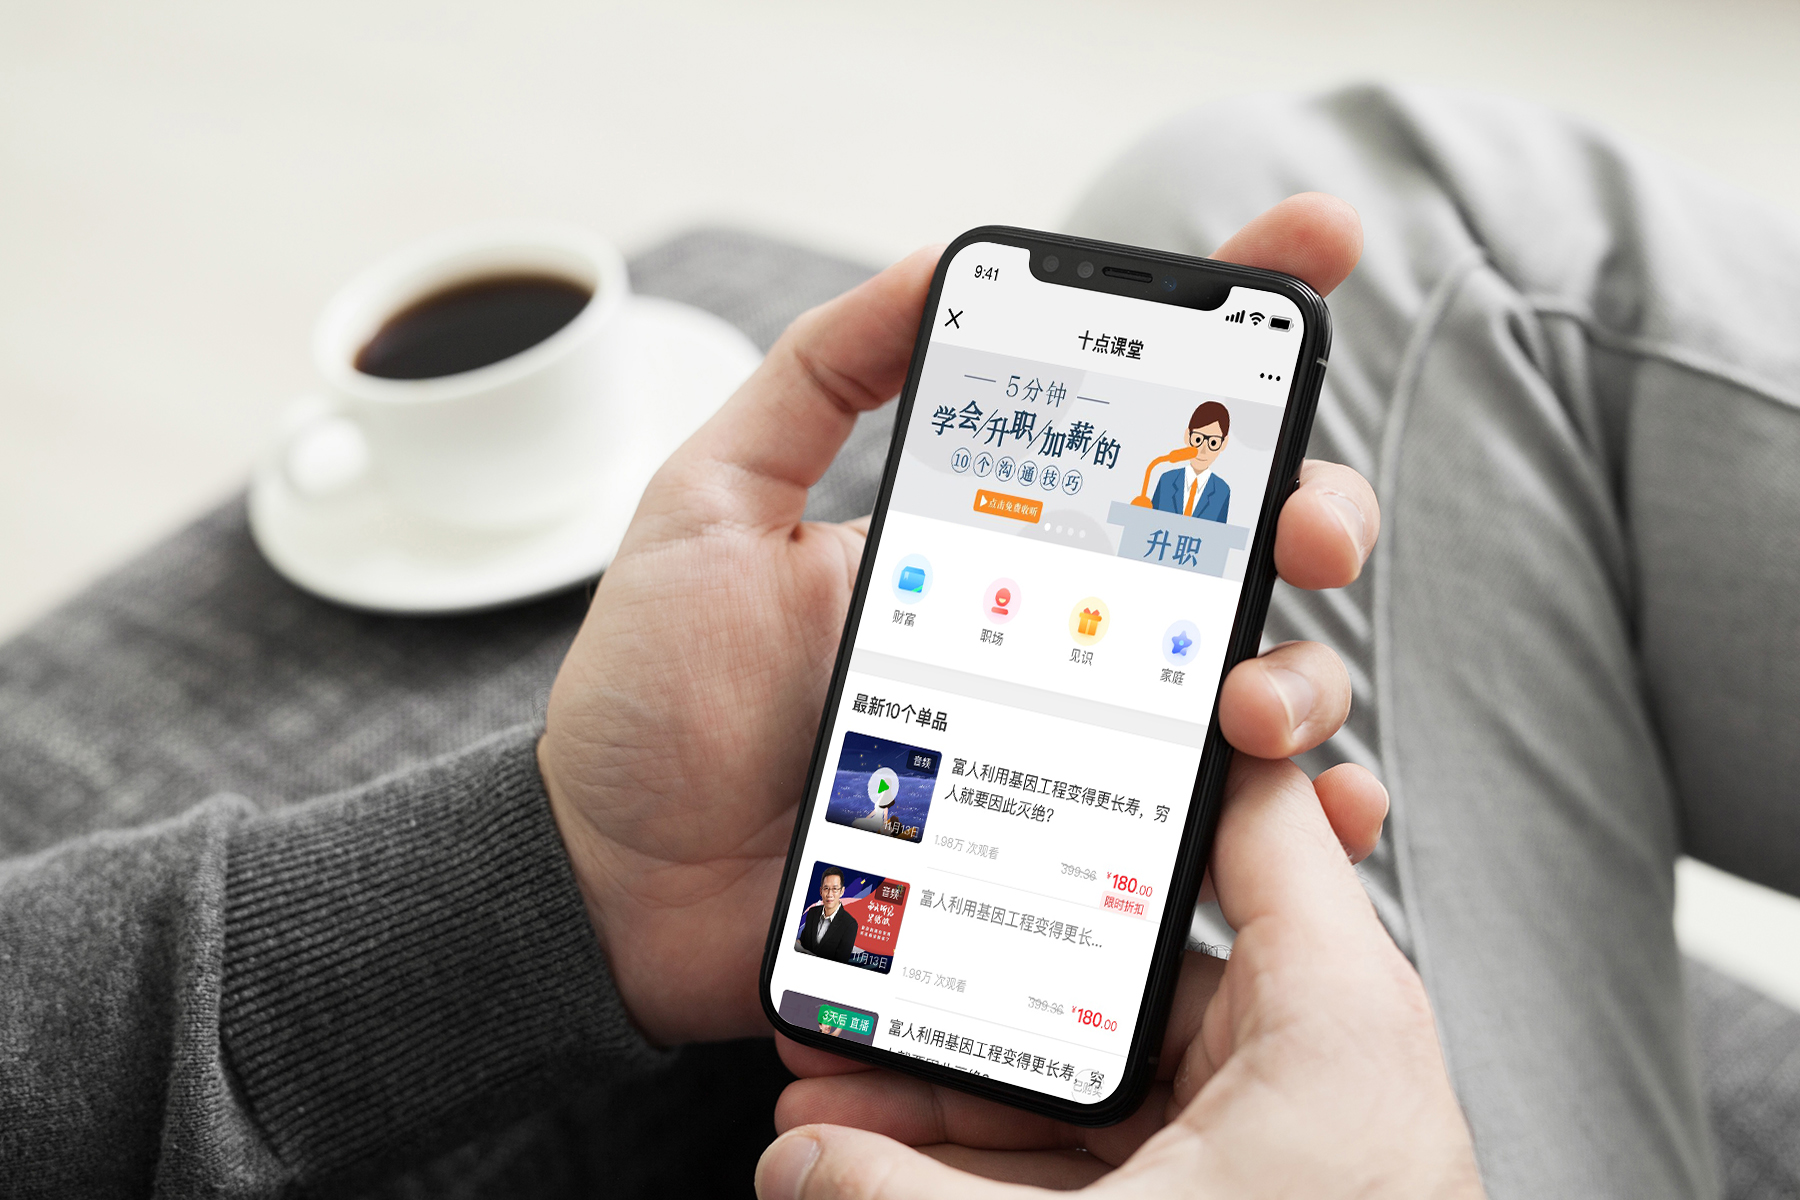 9:41
十点课堂
5分钟
学会/升职/加薪/的
10个沟通技巧
点击免费收听
升职
财富
职场
见识
家庭
最新10个单品
音频
11月13日
富人利用基因工程变得更长寿，穷
人就要因此灭绝？
1.98万 次观看
399.36
¥180.00
限时折扣
音频
11月13日
富人利用基因工程变得更长...
1.98万 次观看
399.36
¥180.00
3天后 直播
富人利用基因工程变得更长寿，穷
人就要因此灭绝？
已购买